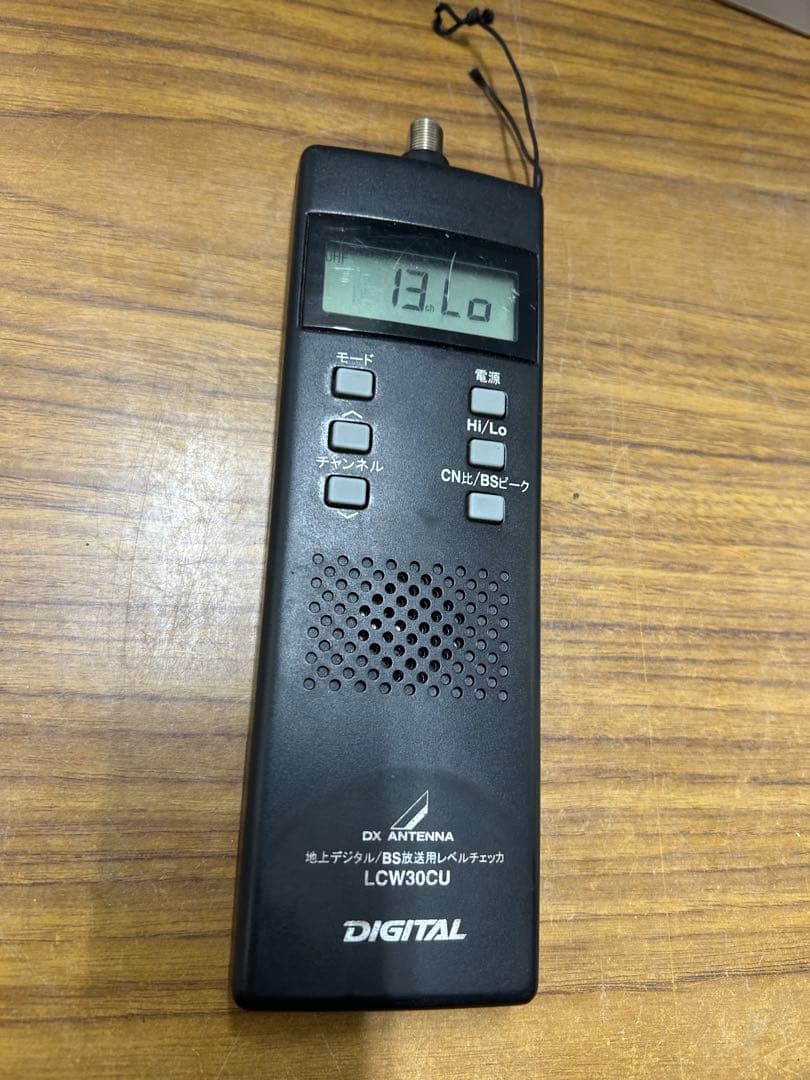 UHF
13ch Lo
モード
電源
Hi/Lo
チャンネル
CN比/BSピーク
DX ANTENNA
地上デジタル/BS放送用レベルチェッカ
LCW30CU
DIGITAL